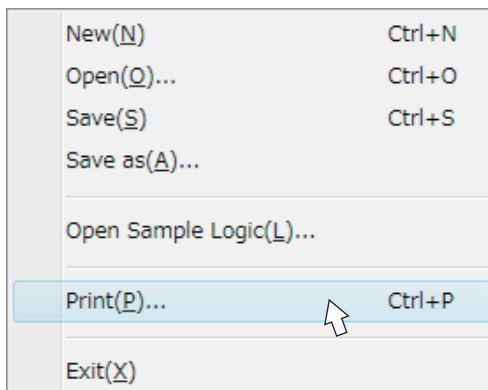 New(N) Ctrl+N
Open(O)... Ctrl+O
Save(S) Ctrl+S
Save as(A)...
Open Sample Logic(L)...
Print(P)... Ctrl+P
Exit(X)